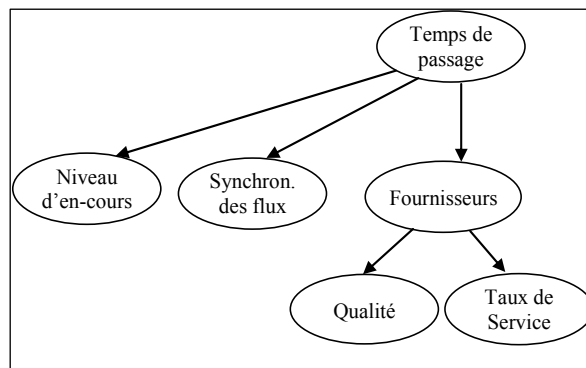 Temps de
passage
Niveau
d'en-cours
Synchron.
des flux
Fournisseurs
Qualité
Taux de
Service